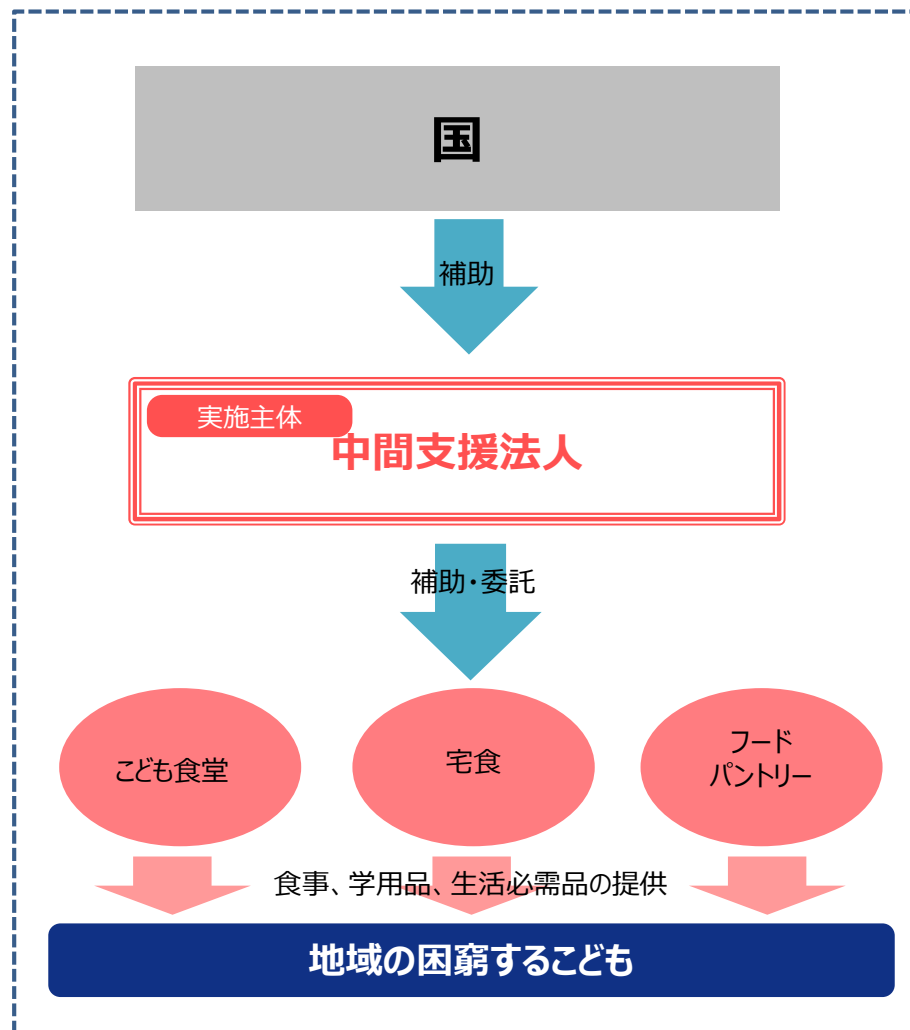 国
補助
実施主体
中間支援法人
補助・委託
こども食堂
宅食
フード
パントリー
食事、学用品、生活必需品の提供
地域の困窮するこども